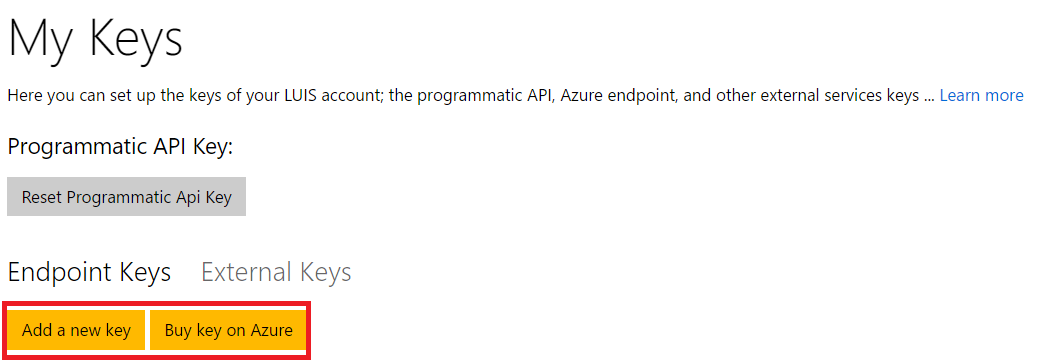 My Keys
Here you can set up the keys of your LUIS account; the programmatic API, Azure endpoint, and other external services keys ... Learn more
Programmatic API Key:
Reset Programmatic Api Key
Endpoint Keys External Keys
Add a new key Buy key on Azure